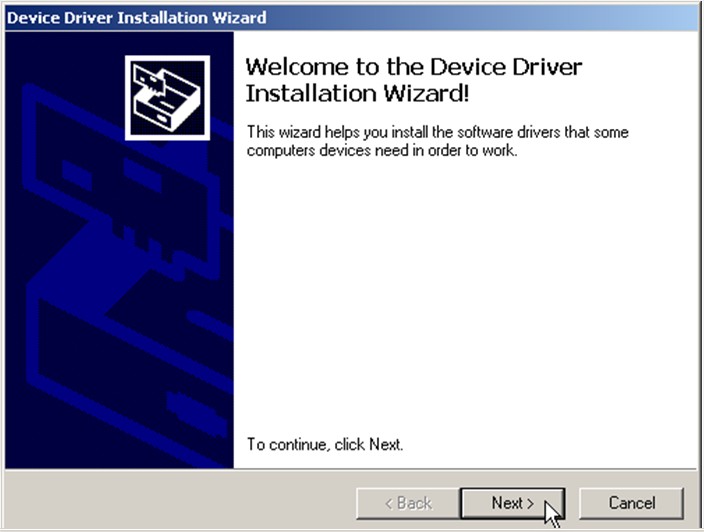 Device Driver Installation Wizard
Welcome to the Device Driver
Installation Wizard!
This wizard helps you install the software drivers that some
computers devices need in order to work.
To continue, click Next.
< Back
Next >
Cancel